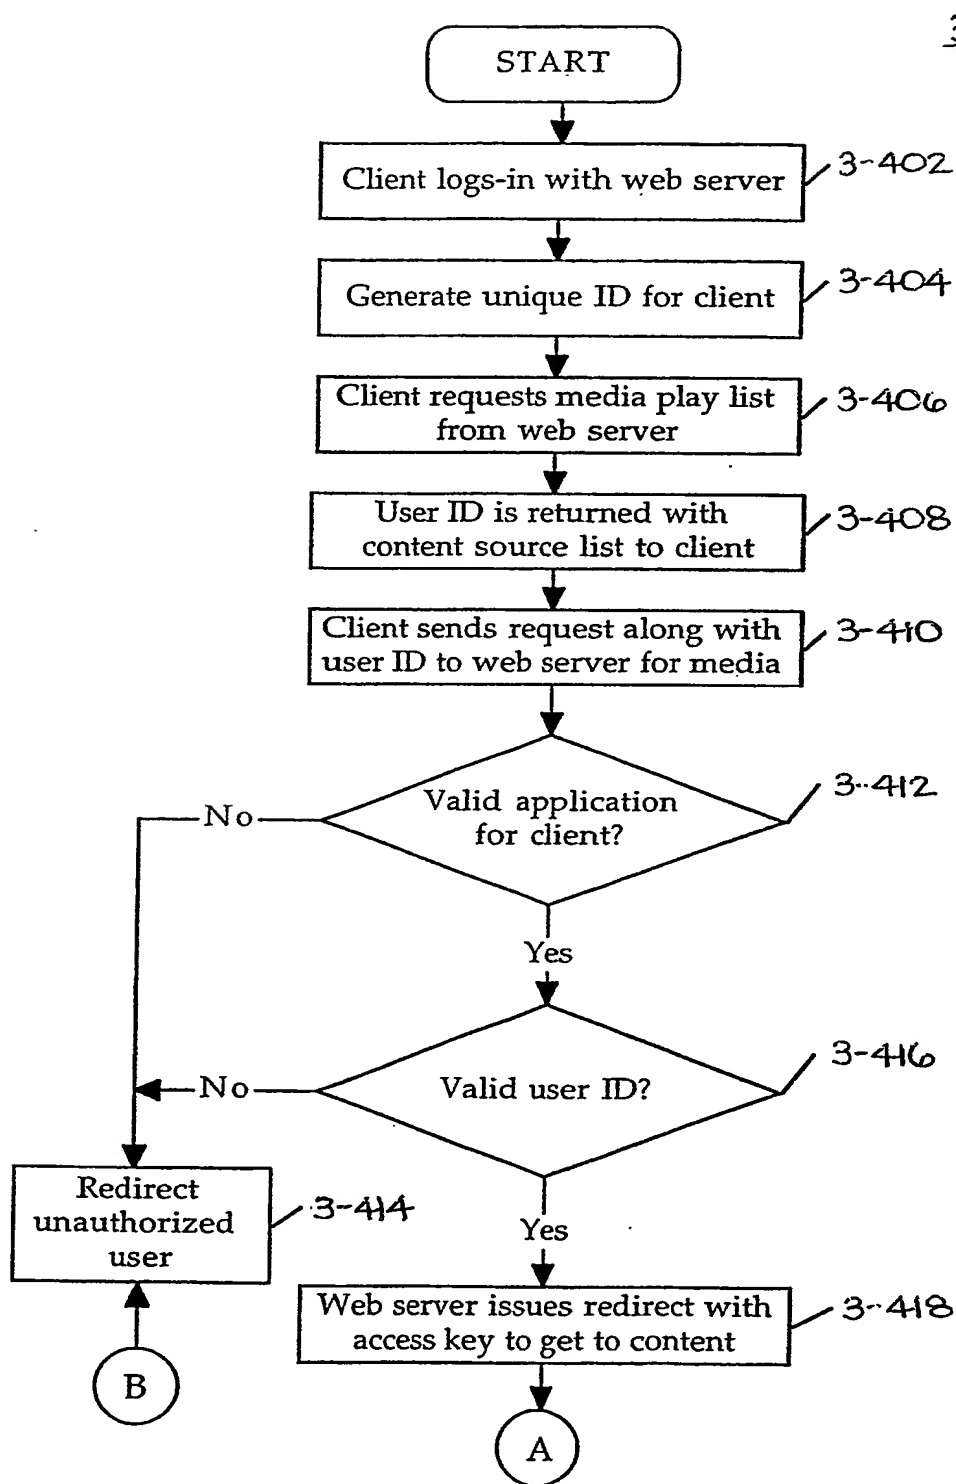 START
Client logs-in with web server
3-402
Generate unique ID for client
3-404
Client requests media play list
from web server
3-406
User ID is returned with
content source list to client
3-408
Client sends request along with
user ID to web server for media
3-410
Valid application
for client?
3-412
No
Yes
Valid user ID?
3-416
No
Redirect
unauthorized
user
3-414
Yes
Web server issues redirect with
access key to get to content
3-418
B
A